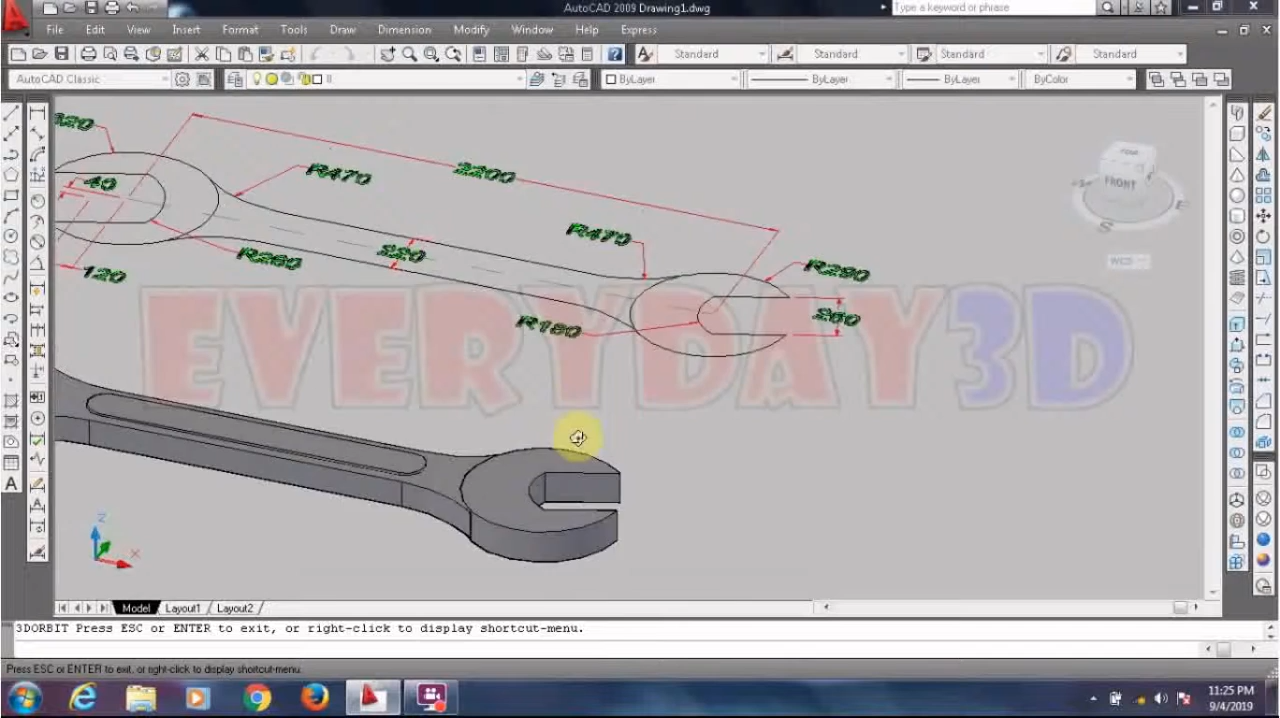 AutoCAD 2009 Drawing1.dwg
Type a keyword or phrase
File Edit View Insert Format Tools Draw Dimension Modify Window Help Express
Standard Standard Standard Standard
AutoCAD Classic
ByLayer ByLayer ByLayer ByColor
R470
2200
40
220
R470
R260
120
R280
260
R180
FRONT
S
E
WCS
EVERYDAY3D
Z
X
Model Layout1 Layout2
3DORBIT Press ESC or ENTER to exit, or right-click to display shortcut-menu.
Press ESC or ENTER to exit, or right-click to display shortcut-menu.
11:25 PM
9/4/2019